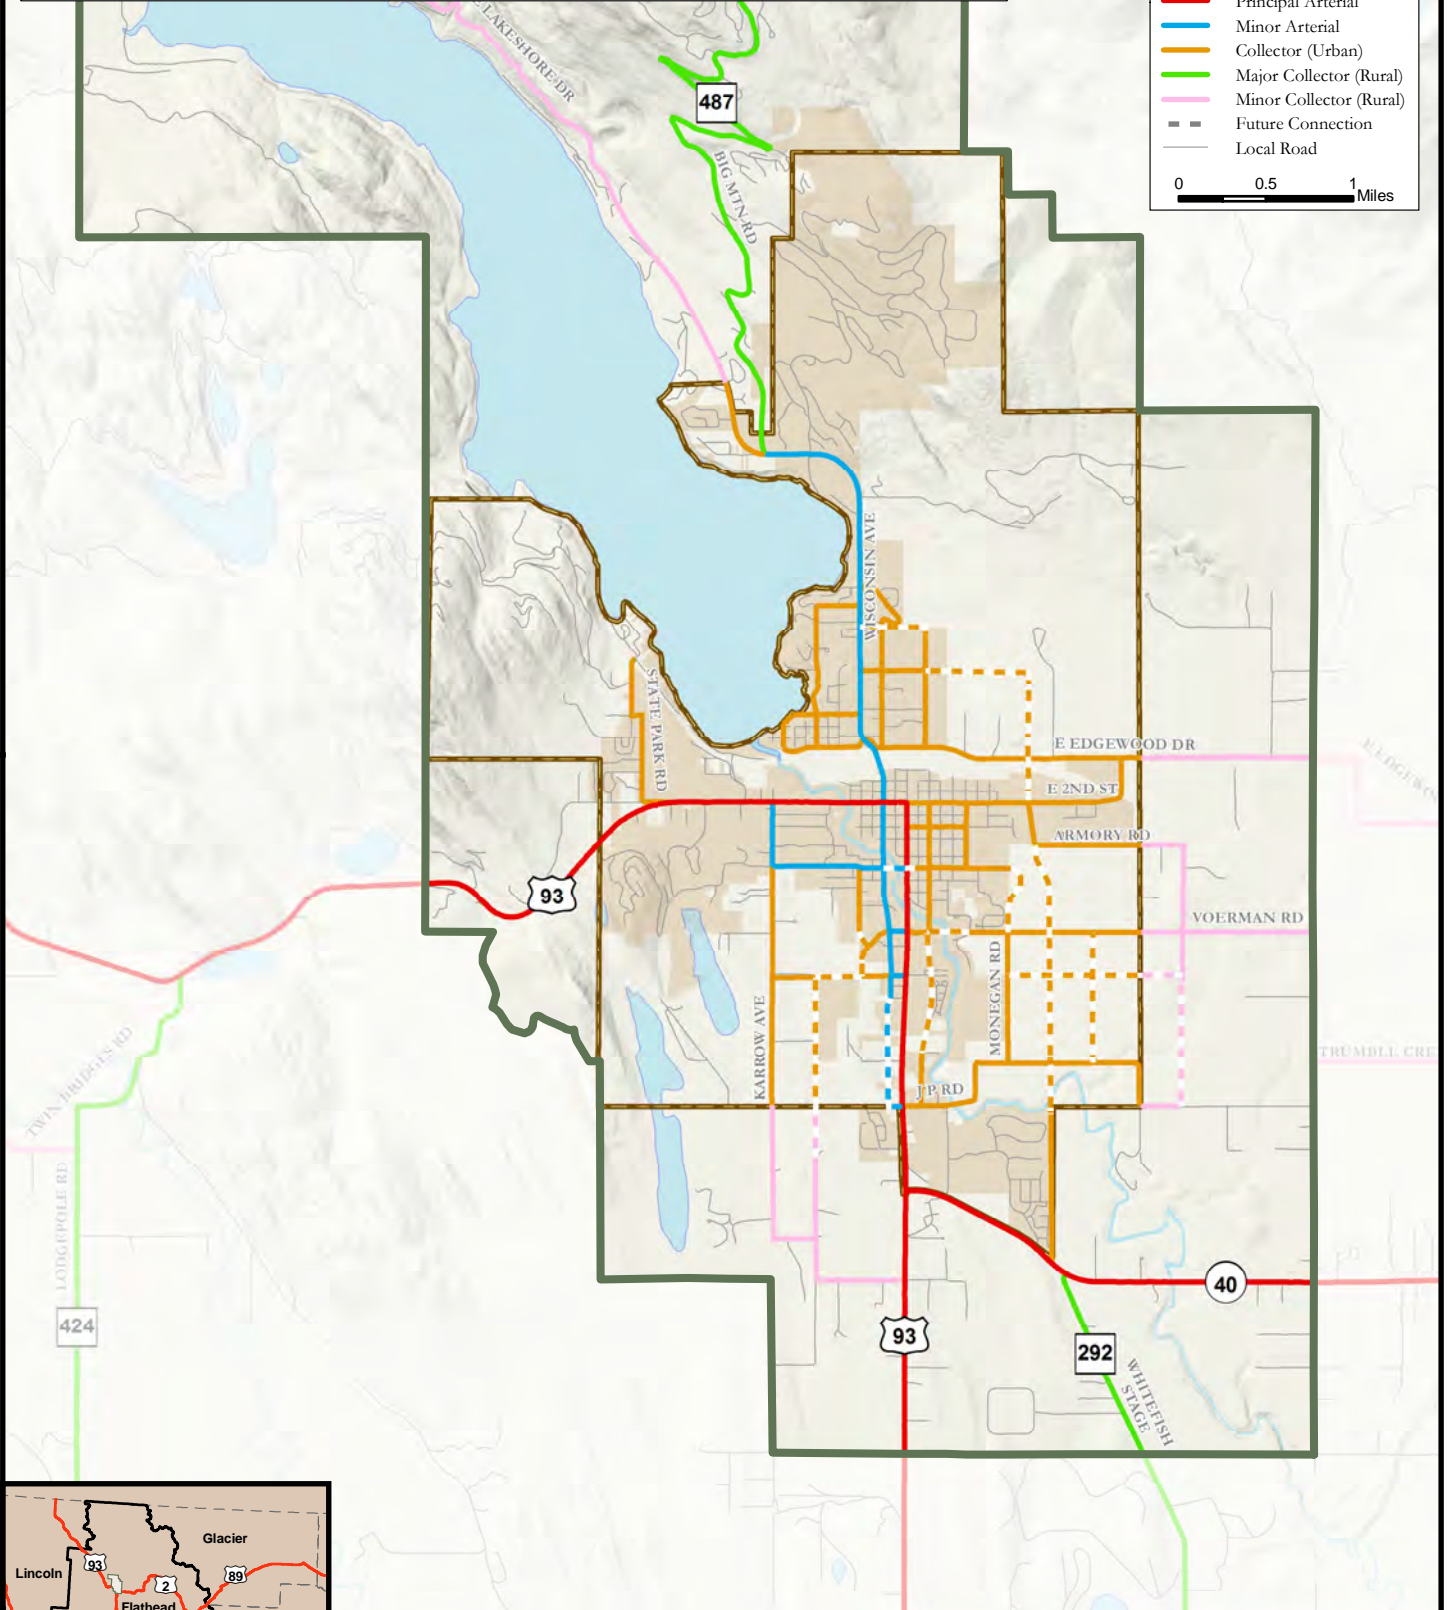 Principal Arterial
Minor Arterial
Collector (Urban)
Major Collector (Rural)
Minor Collector (Rural)
Future Connection
Local Road
0 0.5 1
Miles
LAKESHORE DR
487
BIG MTN RD
WISCONSIN AVE
STATE PARK RD
E EDGEWOOD DR
E 2ND ST
ARMORY RD
93
VOERMAN RD
MONEGAN RD
KARROW AVE
J P RD
TWIN BRIDGES RD
LODGEPOLE RD
TRUMBLE CRE
424
40
93
292
WHITEFISH
STAGE
Glacier
Lincoln
93
2
89
Flathead